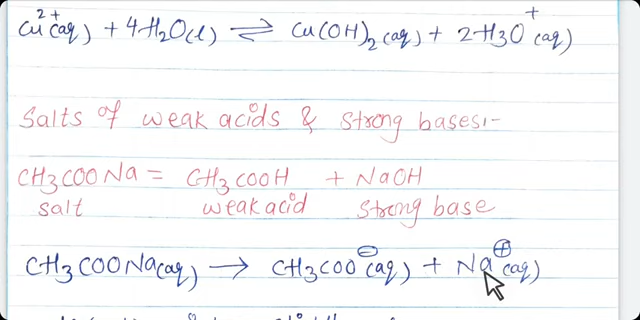 Cu²⁺(aq) + 4H₂O(l) ⇌ Cu(OH)₂(aq) + 2H₃O⁺(aq)
Salts of weak acids & strong bases:-
CH₃COONa = CH₃COOH + NaOH
salt weak acid strong base
CH₃COONa(aq) → CH₃COO⊖(aq) + Na⊕(aq)